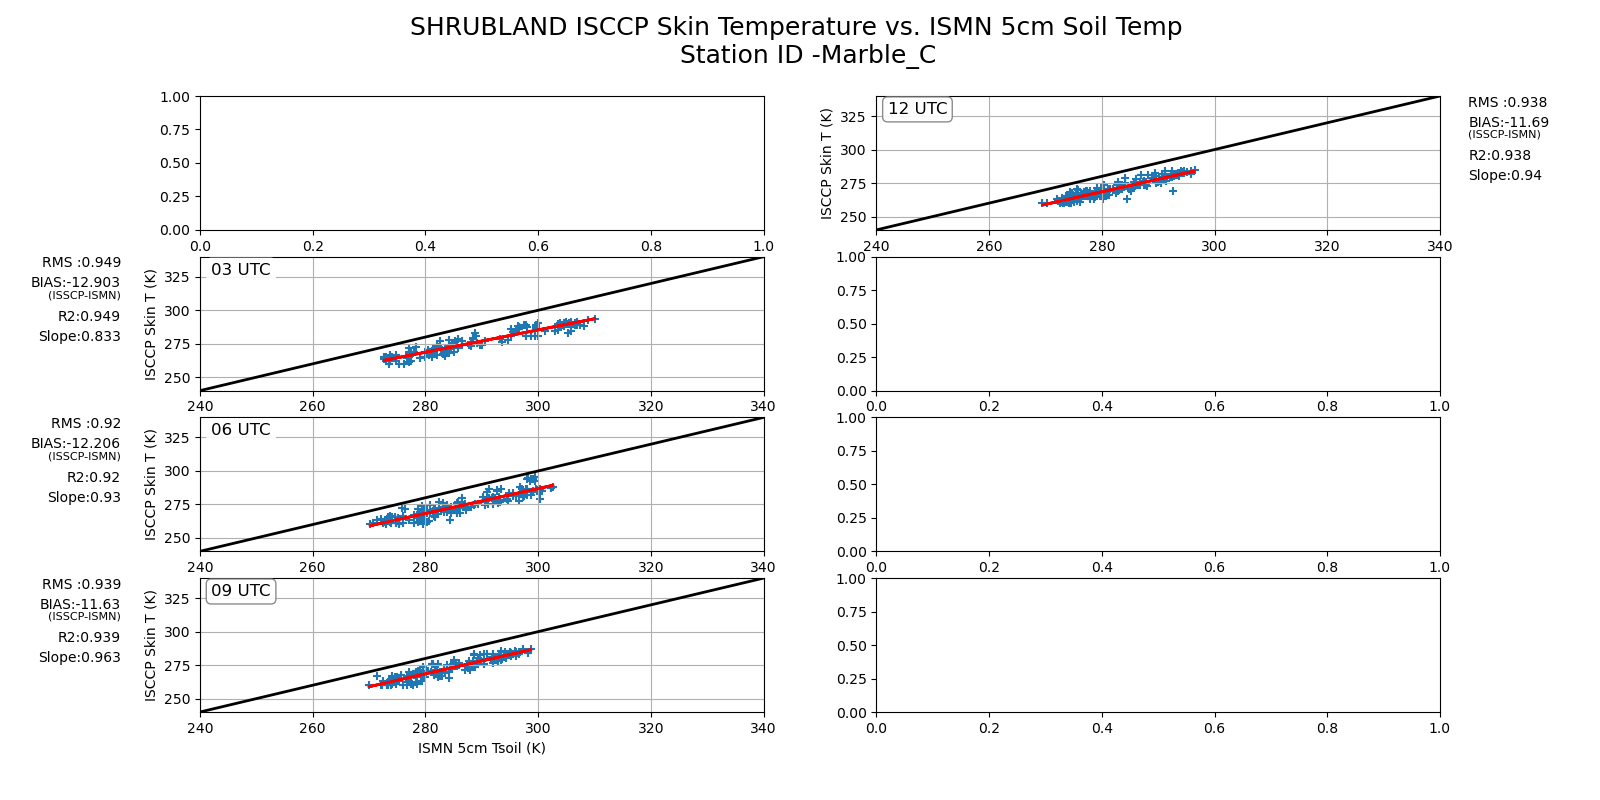 SHRUBLAND ISCCP Skin Temperature vs. ISMN 5cm Soil Temp
Station ID -Marble_C
1.00
0.75
0.50
0.25
0.00
0.0 0.2 0.4 0.6 0.8 1.0
RMS :0.949
BIAS:-12.903
(ISSCP-ISMN)
R2:0.949
Slope:0.833
ISCCP Skin T (K)
03 UTC
325
300
275
250
240 260 280 300 320 340
RMS :0.92
BIAS:-12.206
(ISSCP-ISMN)
R2:0.92
Slope:0.93
ISCCP Skin T (K)
06 UTC
325
300
275
250
240 260 280 300 320 340
RMS :0.939
BIAS:-11.63
(ISSCP-ISMN)
R2:0.939
Slope:0.963
ISCCP Skin T (K)
09 UTC
325
300
275
250
240 260 280 300 320 340
ISMN 5cm Tsoil (K)
ISCCP Skin T (K)
12 UTC
325
300
275
250
240 260 280 300 320 340
RMS :0.938
BIAS:-11.69
(ISSCP-ISMN)
R2:0.938
Slope:0.94
1.00
0.75
0.50
0.25
0.00
0.0 0.2 0.4 0.6 0.8 1.0
1.00
0.75
0.50
0.25
0.00
0.0 0.2 0.4 0.6 0.8 1.0
1.00
0.75
0.50
0.25
0.00
0.0 0.2 0.4 0.6 0.8 1.0